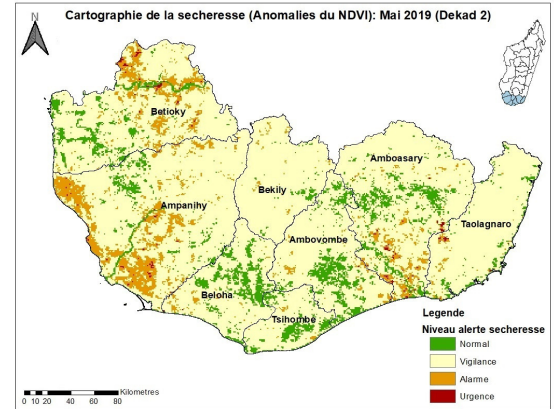 Cartographie de la secheresse (Anomalies du NDVI): Mai 2019 (Dekad 2)
N
Betioky
Amboasary
Bekily
Ampanihy
Taolagnaro
Ambovombe
Beloha
Tsihombe
Legende
Niveau alerte secheresse
Normal
Vigilance
Alarme
Urgence
Kilometres
0 10 20 40 60 80